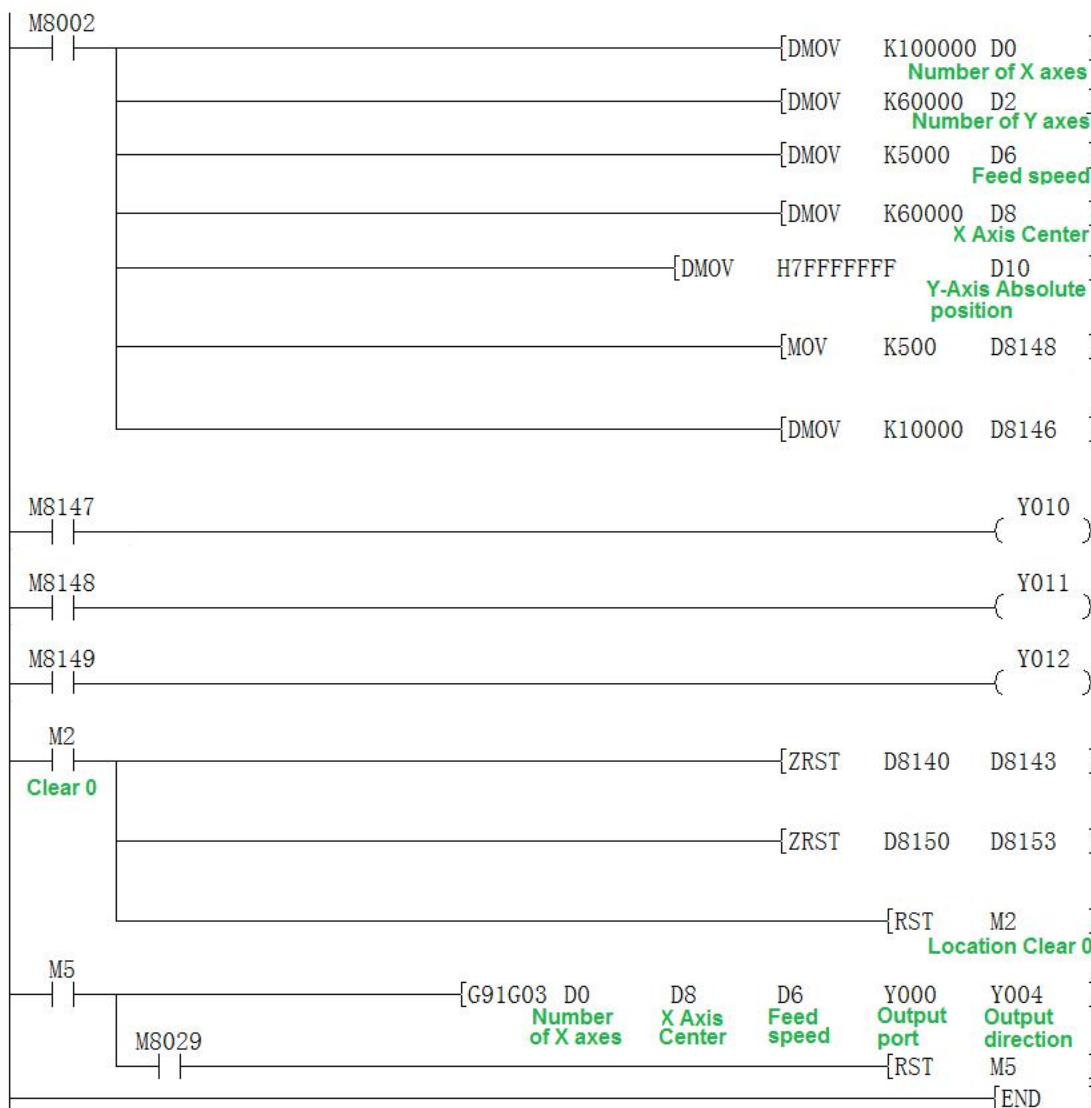 M8002
[DMOV K100000 D0 ]
Number of X axes
[DMOV K60000 D2 ]
Number of Y axes
[DMOV K5000 D6 ]
Feed speed
[DMOV K60000 D8 ]
X Axis Center
[DMOV H7FFFFFFF D10 ]
Y-Axis Absolute
position
[MOV K500 D8148 ]
[DMOV K10000 D8146 ]
M8147 Y010
( )
M8148 Y011
( )
M8149 Y012
( )
M2
[ZRST D8140 D8143 ]
Clear 0
[ZRST D8150 D8153 ]
[RST M2 ]
Location Clear 0
M5
[G91G03 D0 D8 D6 Y000 Y004 ]
Number X Axis Feed Output Output
of X axes Center speed port direction
M8029
[RST M5 ]
[END